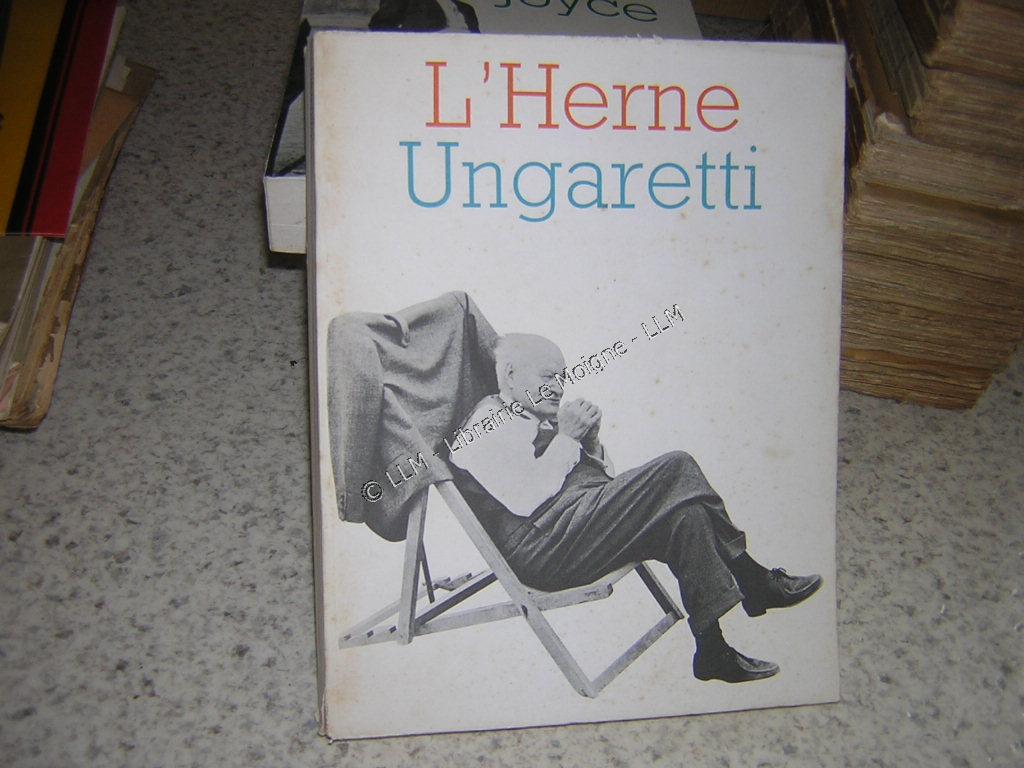 Joyce
L'Herne
Ungaretti
© LLM - Librairie Le Moigne - LLM